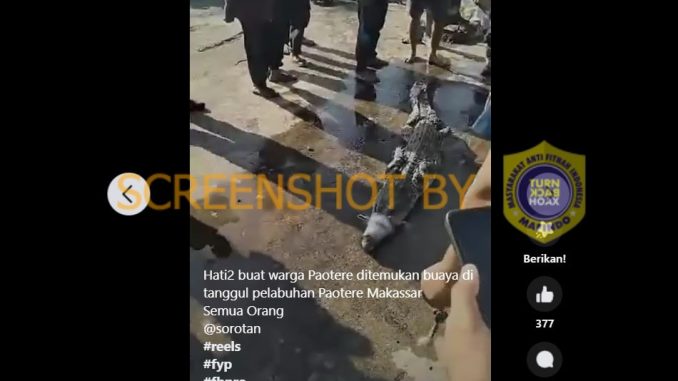 SCREENSHOT BY
MASYARAKAT ANTI FITNAH INDONESIA
TURN
BACK
HOAX
MAFINDO
Berikan!
377
Hati2 buat warga Paotere ditemukan buaya di
tanggul pelabuhan Paotere Makassar
Semua Orang
@sorotan
#reels
#fyp